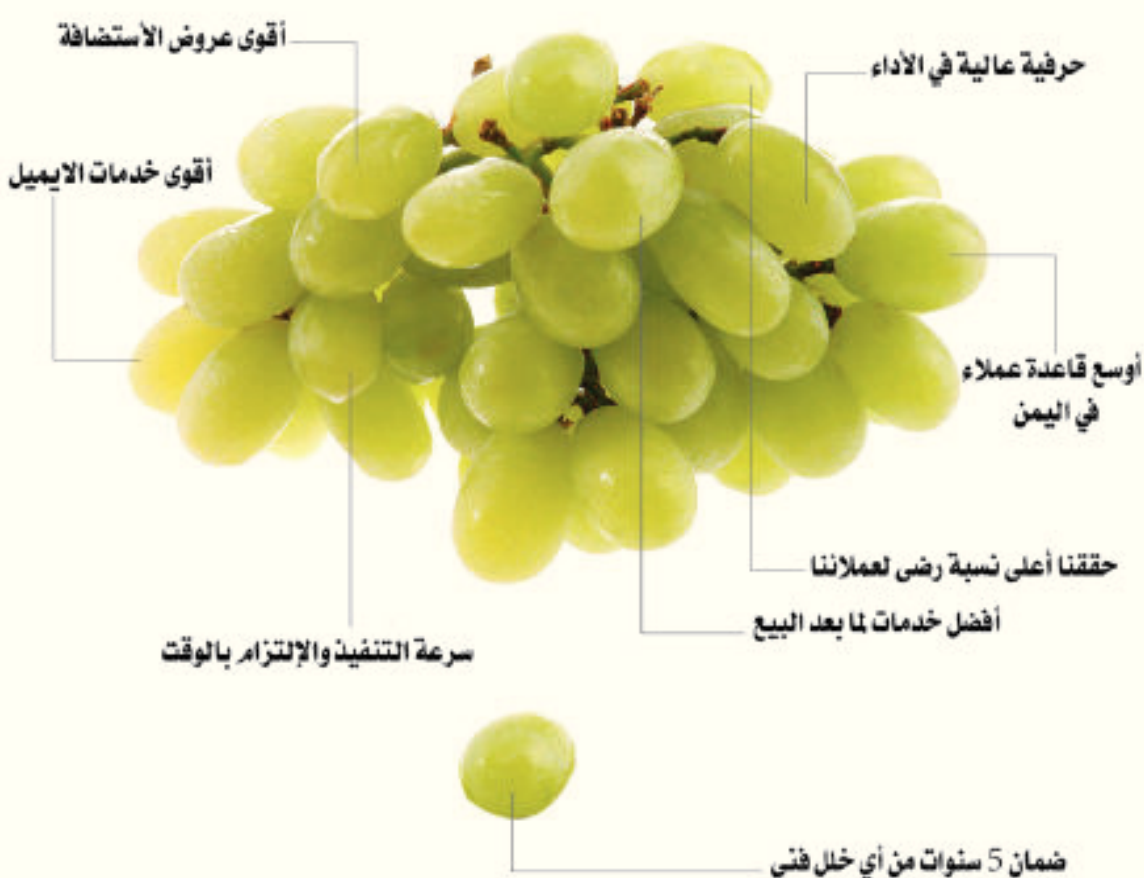 أقوى عروض الأستضافة
حرفية عالية في الأداء
أقوى خدمات الايميل
أوسع قاعدة عملاء
في اليمن
حققنا أعلى نسبة رضى لعملائنا
أفضل خدمات لما بعد البيع
سرعة التنفيذ والإلتزام بالوقت
ضمان 5 سنوات من أي خلل فني